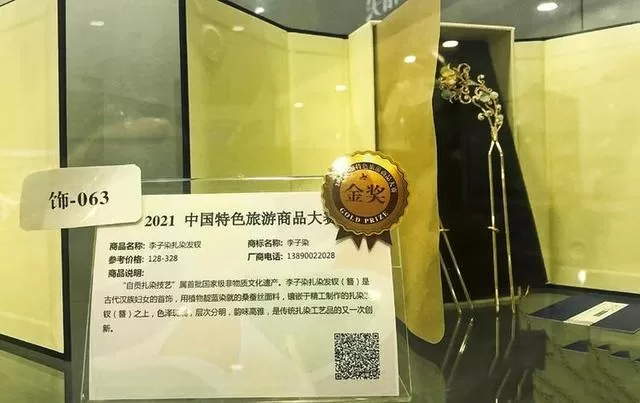 饰-063
2021 中国特色旅游商品大赛
金奖
GOLD PRIZE
商品名称：李子染扎染发钗 商标名称：李子染
参考价格：128-328 厂商电话：13890022028
商品说明：
“自贡扎染技艺”属首批国家级非物质文化遗产。李子染扎染发钗（簪）是
古代汉族妇女的首饰，用植物靛蓝染就的桑蚕丝面料，镶嵌于精工制作的扎染发
钗（簪）之上，色泽斑斓，层次分明，韵味高雅，是传统扎染工艺品的又一次创
新。